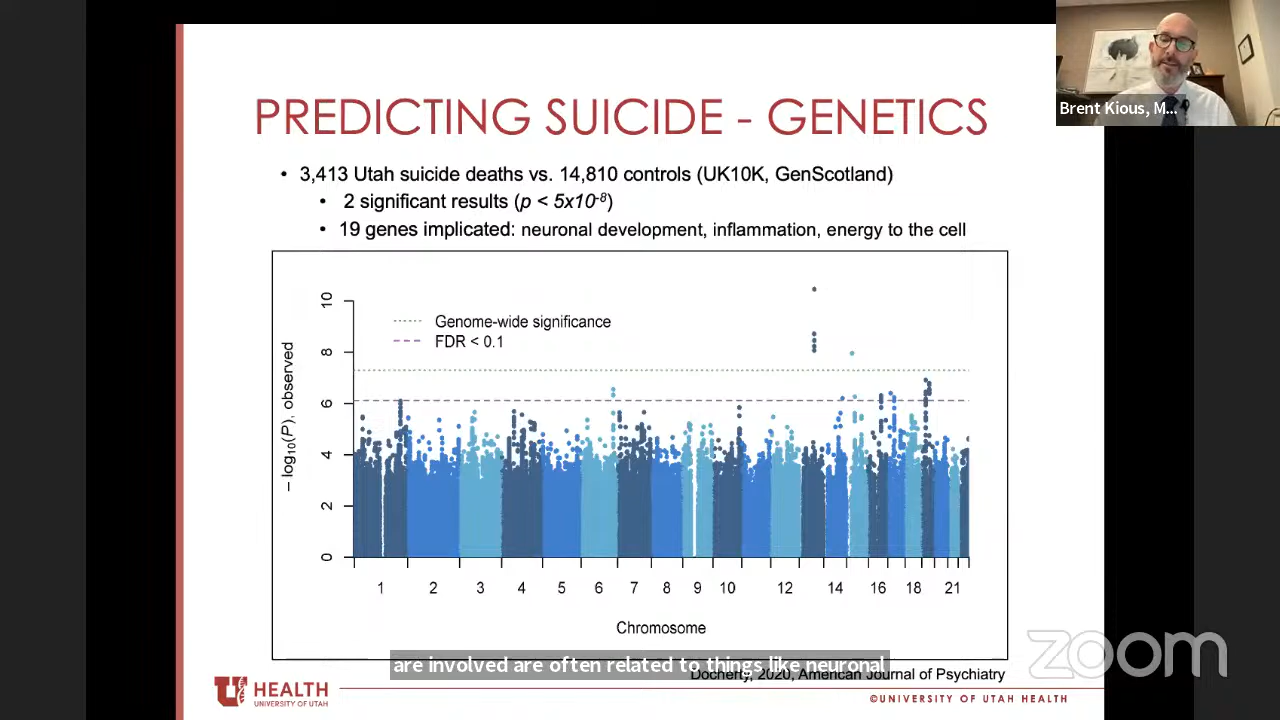 PREDICTING SUICIDE - GENETICS
Brent Kious, M...
• 3,413 Utah suicide deaths vs. 14,810 controls (UK10K, GenScotland)
• 2 significant results (p < 5x10⁻⁸)
• 19 genes implicated: neuronal development, inflammation, energy to the cell
Genome-wide significance
FDR < 0.1
10
8
6
4
2
0
– log₁₀(P), observed
1 2 3 4 5 6 7 8 9 10 12 14 16 18 21
Chromosome
are involved are often related to things like neuronal
Docherty, 2020, American Journal of Psychiatry
zoom
U HEALTH
UNIVERSITY OF UTAH
©UNIVERSITY OF UTAH HEALTH